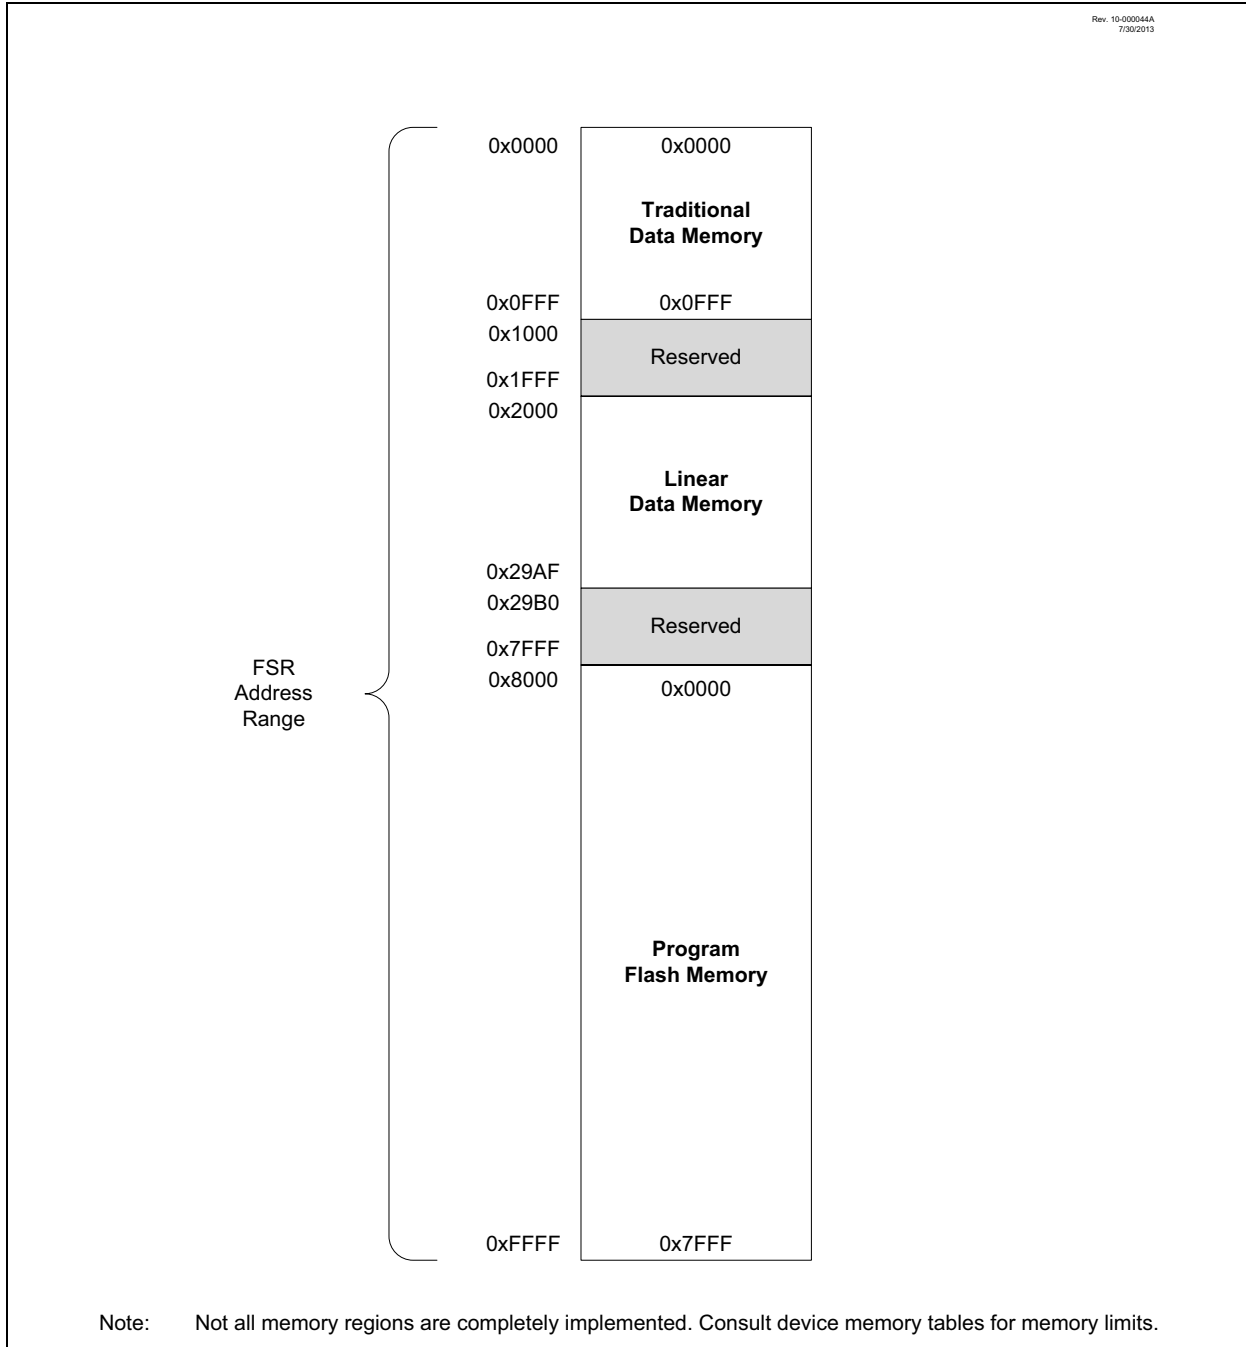 Rev. 10-000044A
7/30/2013
0x0000 0x0000
Traditional
Data Memory
0x0FFF 0x0FFF
0x1000
Reserved
0x1FFF
0x2000
Linear
Data Memory
0x29AF
0x29B0
Reserved
0x7FFF
0x8000 0x0000
FSR
Address
Range
Program
Flash Memory
0xFFFF 0x7FFF
Note: Not all memory regions are completely implemented. Consult device memory tables for memory limits.